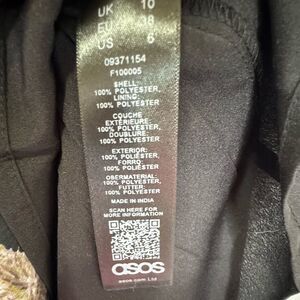 UK 10
EU 38
US 6
09371154
F100005
SHELL:
100% POLYESTER,
LINING:
100% POLYESTER,
COUCHE
EXTERIEURE:
100% POLYESTER,
DOUBLURE:
100% POLYESTER,
EXTERIOR:
100% POLIÉSTER,
FORRO:
100% POLIÉSTER,
OBERMATERIAL:
100% POLYESTER,
FUTTER:
100% POLYESTER,
MADE IN INDIA
SCAN HERE FOR
MORE INFORMATION
asos
asos.com Ltd